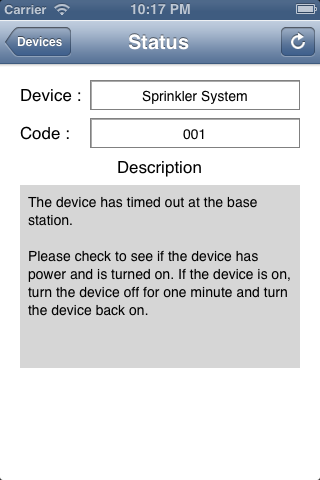 Carrier 10:17 PM
Devices Status
Device : Sprinkler System
Code : 001
Description
The device has timed out at the base
station.
Please check to see if the device has
power and is turned on. If the device is on,
turn the device off for one minute and turn
the device back on.